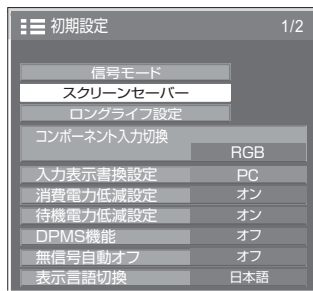 初期設定 1/2
信号モード
スクリーンセーバー
ロングライフ設定
コンポーネント入力切換
RGB
入力表示書換設定 PC
消費電力低減設定 オン
待機電力低減設定 オン
DPMS機能 オフ
無信号自動オフ オフ
表示言語切換 日本語